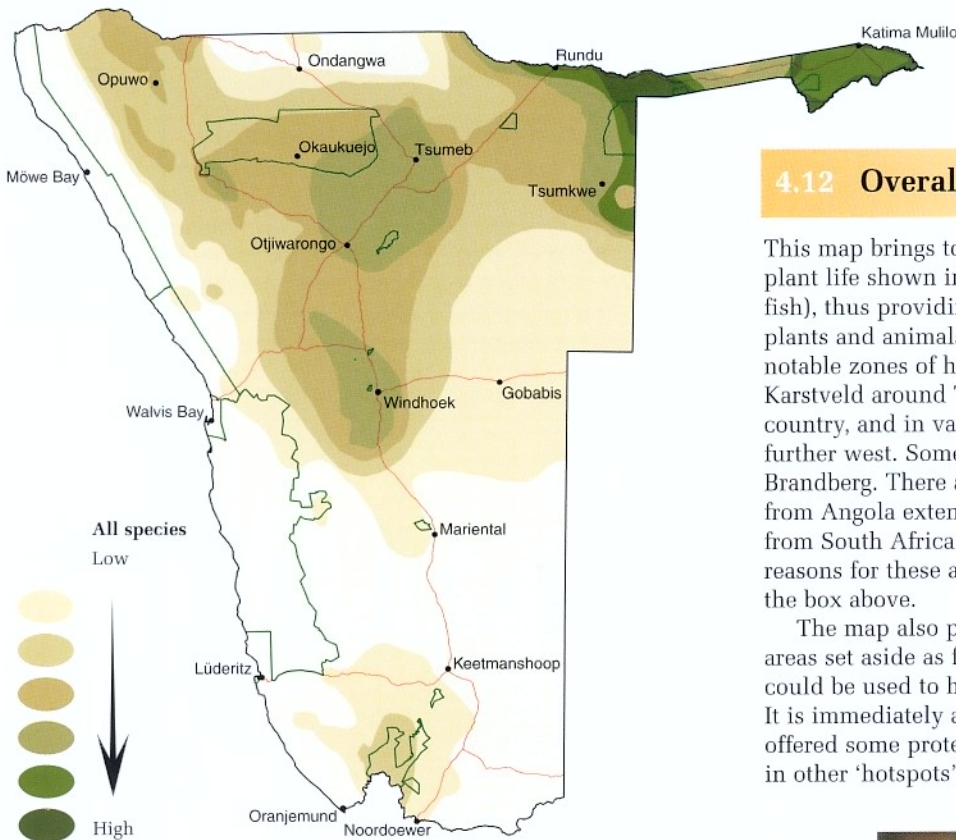 Katima Mulilo
Rundu
Ondangwa
Opuwo
Okaukuejo
Tsumeb
Möwe Bay
Tsumkwe
Otjiwarongo
Gobabis
Windhoek
Walvis Bay
Mariental
Keetmanshoop
Lüderitz
Oranjemund
Noordoewer
All species
Low
High
4.12 Overal
This map brings to
plant life shown in
fish), thus providi
plants and animals
notable zones of h
Karstveld around
country, and in va
further west. Some
Brandberg. There a
from Angola exten
from South Africa
reasons for these a
the box above.
The map also p
areas set aside as f
could be used to h
It is immediately a
offered some prote
in other ‘hotspots’